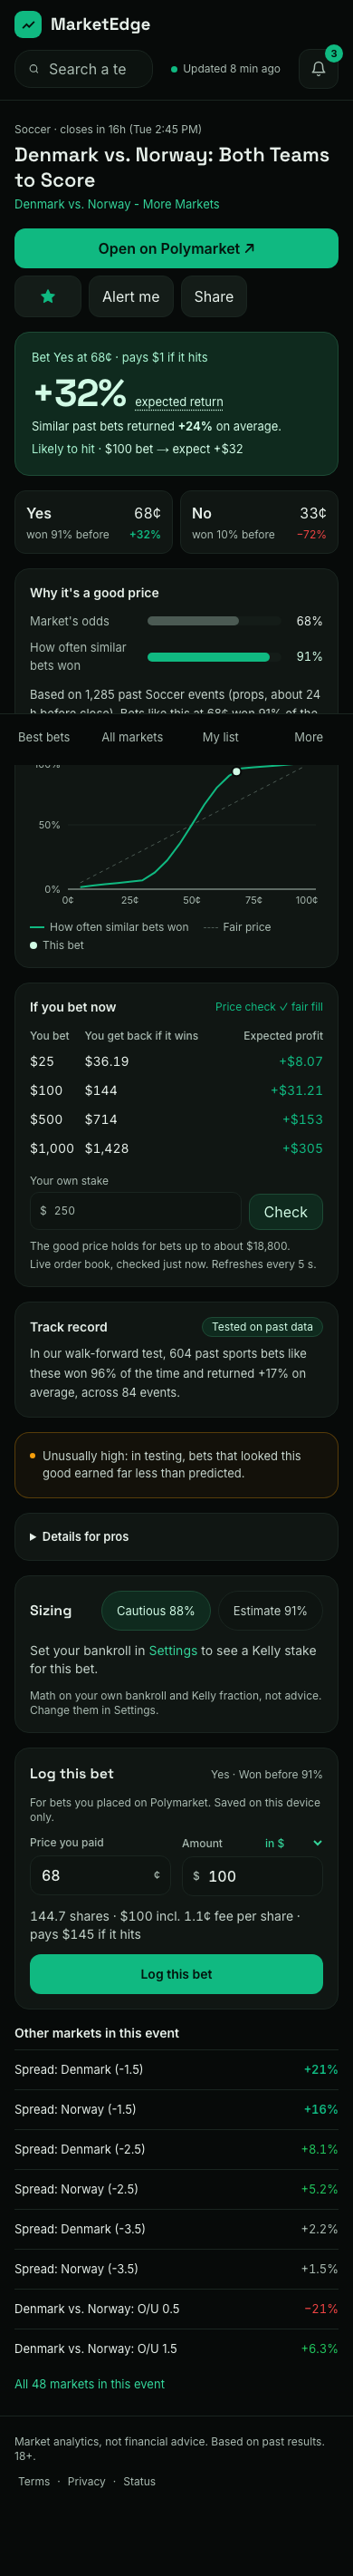 MarketEdge
Search a te
Updated 8 min ago
3
Soccer · closes in 16h (Tue 2:45 PM)
Denmark vs. Norway: Both Teams
to Score
Denmark vs. Norway - More Markets
Open on Polymarket ↗
★ Alert me Share
Bet Yes at 68¢ · pays $1 if it hits
+32% expected return
Similar past bets returned +24% on average.
Likely to hit · $100 bet → expect +$32
Yes 68¢
won 91% before +32%
No 33¢
won 10% before −72%
Why it's a good price
Market's odds 68%
How often similar
bets won 91%
Based on 1,285 past Soccer events (props, about 24
h before close). Bets like this at 68¢ won 91% of the
Best bets All markets My list More
100%
50%
0%
0¢ 25¢ 50¢ 75¢ 100¢
How often similar bets won Fair price
This bet
If you bet now Price check ✓ fair fill
You bet You get back if it wins Expected profit
$25 $36.19 +$8.07
$100 $144 +$31.21
$500 $714 +$153
$1,000 $1,428 +$305
Your own stake
$ 250 Check
The good price holds for bets up to about $18,800.
Live order book, checked just now. Refreshes every 5 s.
Track record Tested on past data
In our walk-forward test, 604 past sports bets like
these won 96% of the time and returned +17% on
average, across 84 events.
Unusually high: in testing, bets that looked this
good earned far less than predicted.
▶ Details for pros
Sizing Cautious 88% Estimate 91%
Set your bankroll in Settings to see a Kelly stake
for this bet.
Math on your own bankroll and Kelly fraction, not advice.
Change them in Settings.
Log this bet Yes · Won before 91%
For bets you placed on Polymarket. Saved on this device
only.
Price you paid Amount in $
68 ¢ $ 100
144.7 shares · $100 incl. 1.1¢ fee per share ·
pays $145 if it hits
Log this bet
Other markets in this event
Spread: Denmark (-1.5) +21%
Spread: Norway (-1.5) +16%
Spread: Denmark (-2.5) +8.1%
Spread: Norway (-2.5) +5.2%
Spread: Denmark (-3.5) +2.2%
Spread: Norway (-3.5) +1.5%
Denmark vs. Norway: O/U 0.5 −21%
Denmark vs. Norway: O/U 1.5 +6.3%
All 48 markets in this event
Market analytics, not financial advice. Based on past results.
18+.
Terms · Privacy · Status